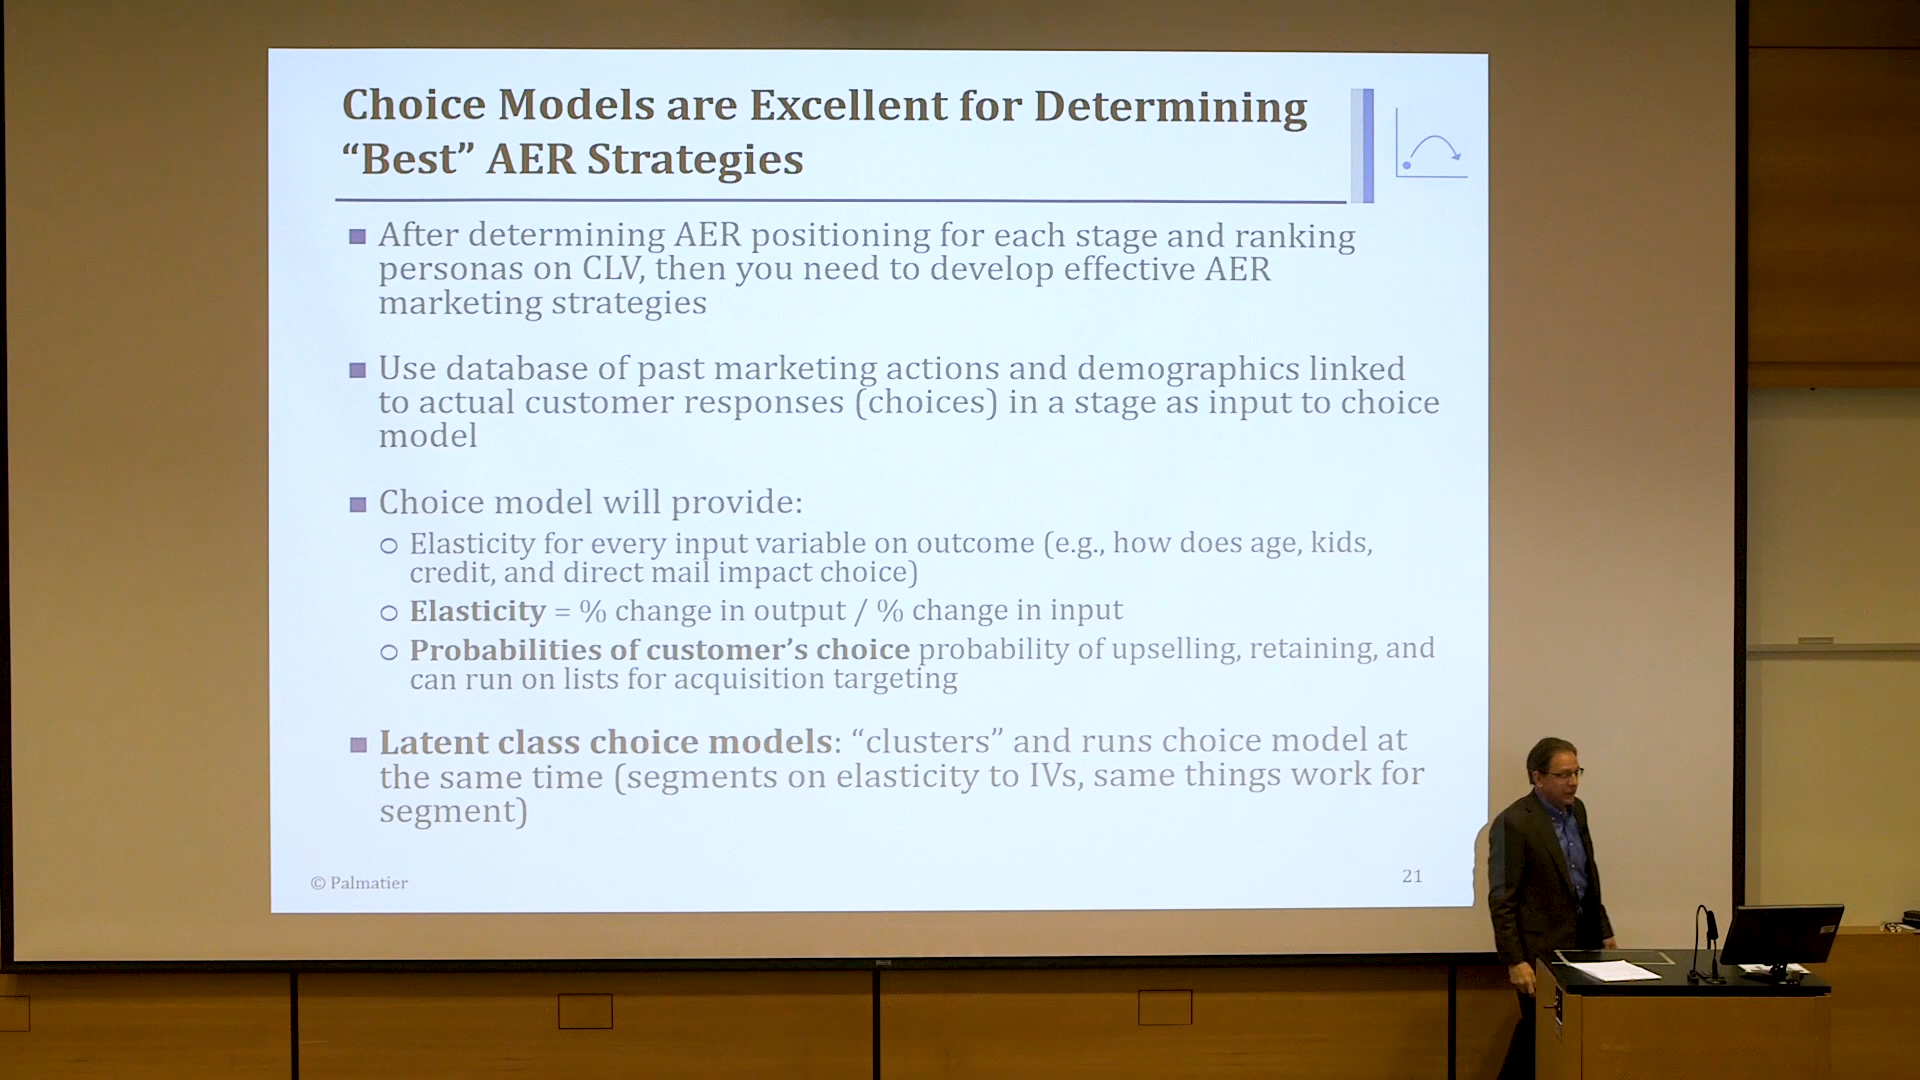 Choice Models are Excellent for Determining
“Best” AER Strategies
After determining AER positioning for each stage and ranking
personas on CLV, then you need to develop effective AER
marketing strategies
Use database of past marketing actions and demographics linked
to actual customer responses (choices) in a stage as input to choice
model
Choice model will provide:
Elasticity for every input variable on outcome (e.g., how does age, kids,
credit, and direct mail impact choice)
Elasticity = % change in output / % change in input
Probabilities of customer’s choice probability of upselling, retaining, and
can run on lists for acquisition targeting
Latent class choice models: “clusters” and runs choice model at
the same time (segments on elasticity to IVs, same things work for
segment)
© Palmatier
21